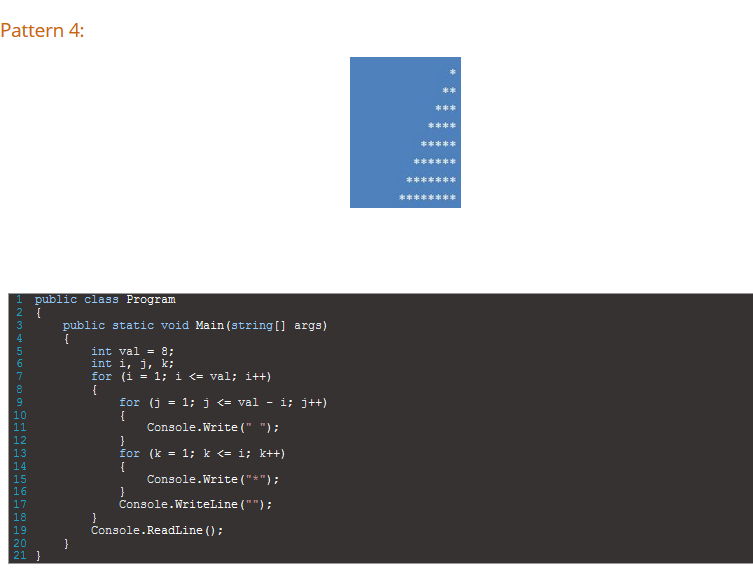 Pattern 4:
*
**
***
****
*****
******
*******
********
1 public class Program
2 {
3     public static void Main(string[] args)
4     {
5         int val = 8;
6         int i, j, k;
7         for (i = 1; i <= val; i++)
8         {
9             for (j = 1; j <= val - i; j++)
10             {
11                 Console.Write(" ");
12             }
13             for (k = 1; k <= i; k++)
14             {
15                 Console.Write("*");
16             }
17             Console.WriteLine("");
18         }
19         Console.ReadLine();
20     }
21 }